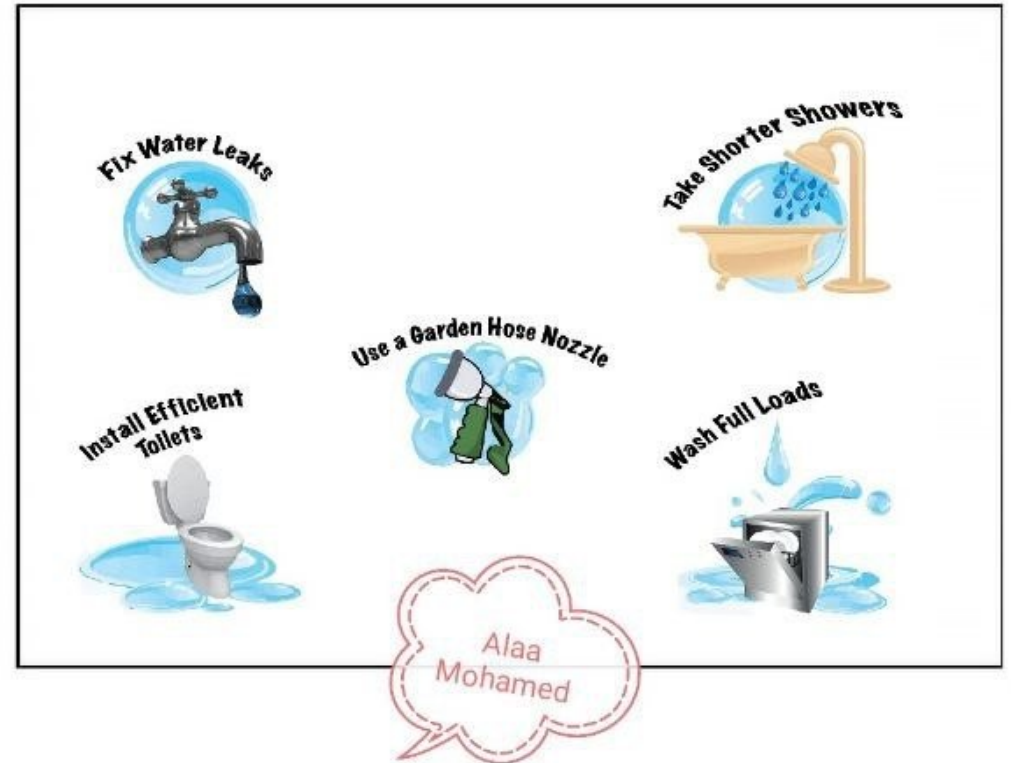 Fix Water Leaks
Take Shorter Showers
Use a Garden Hose Nozzle
Install Efficient
Toilets
Wash Full Loads
Alaa
Mohamed